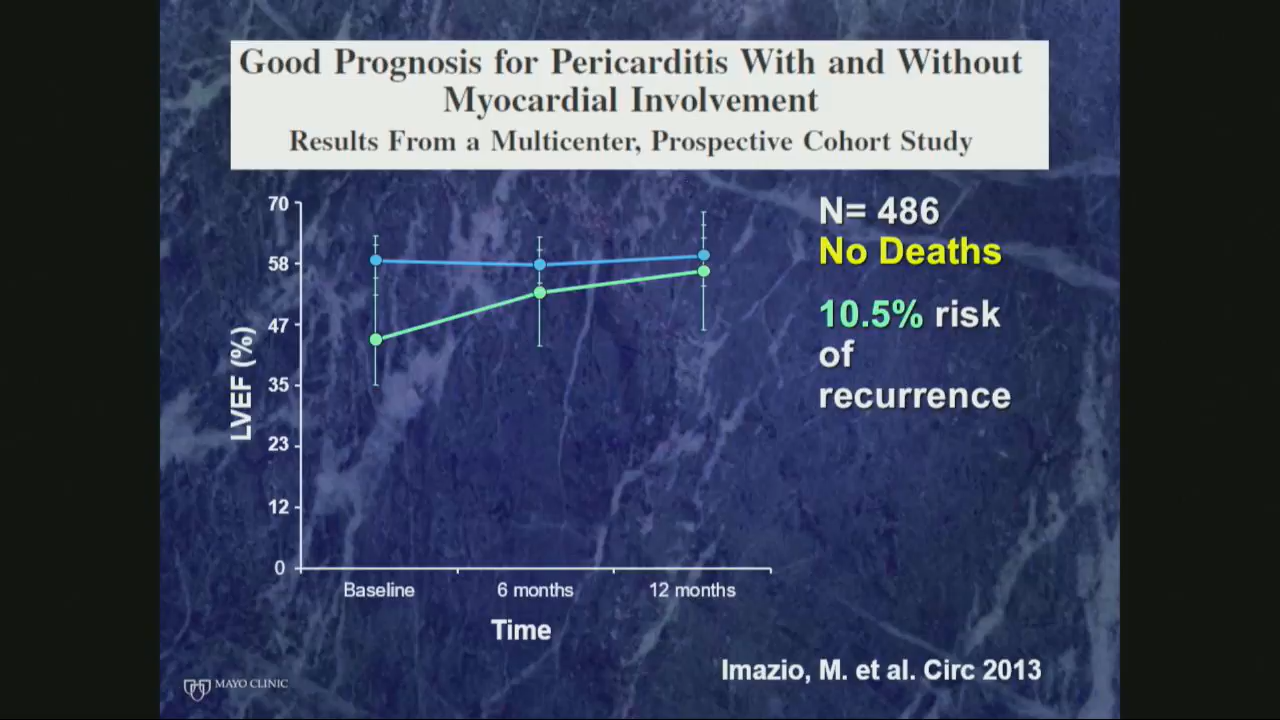 Good Prognosis for Pericarditis With and Without
Myocardial Involvement
Results From a Multicenter, Prospective Cohort Study
70
58
47
35
23
12
0
LVEF (%)
Baseline
6 months
12 months
Time
N= 486
No Deaths
10.5% risk
of
recurrence
Imazio, M. et al. Circ 2013
MAYO CLINIC